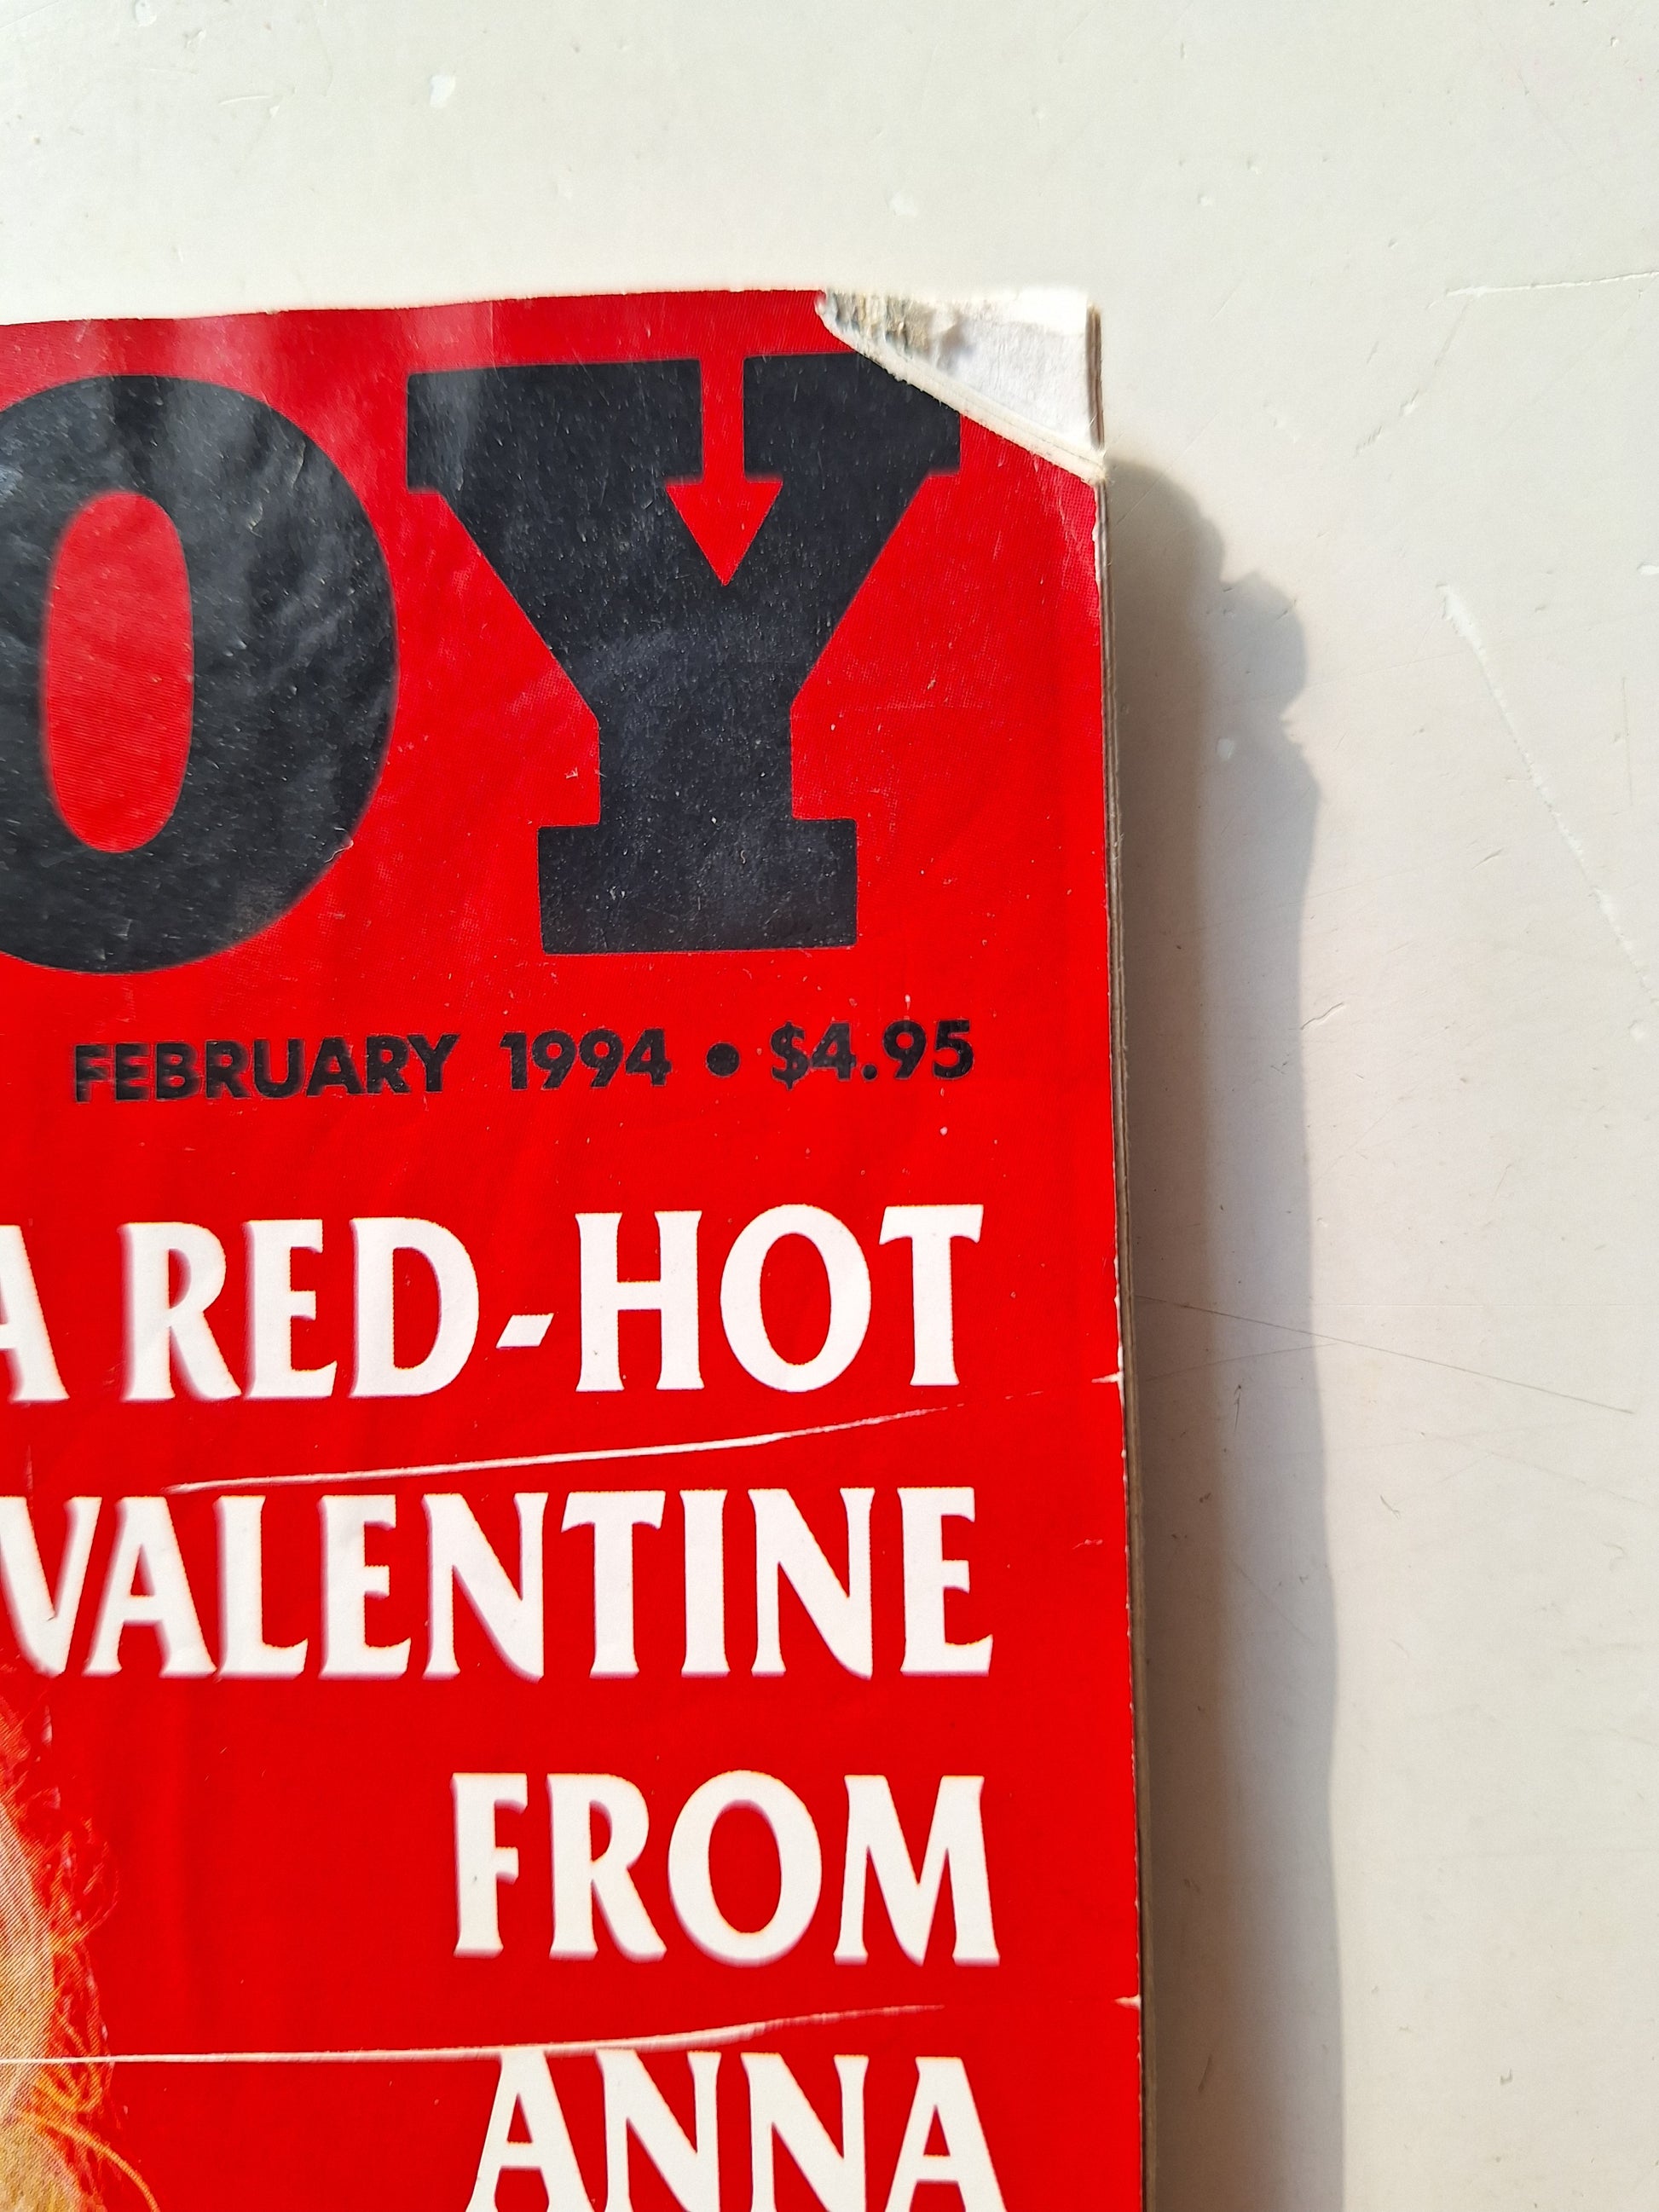 OY
FEBRUARY 1994 • $4.95
A RED-HOT
VALENTINE
FROM
ANNA